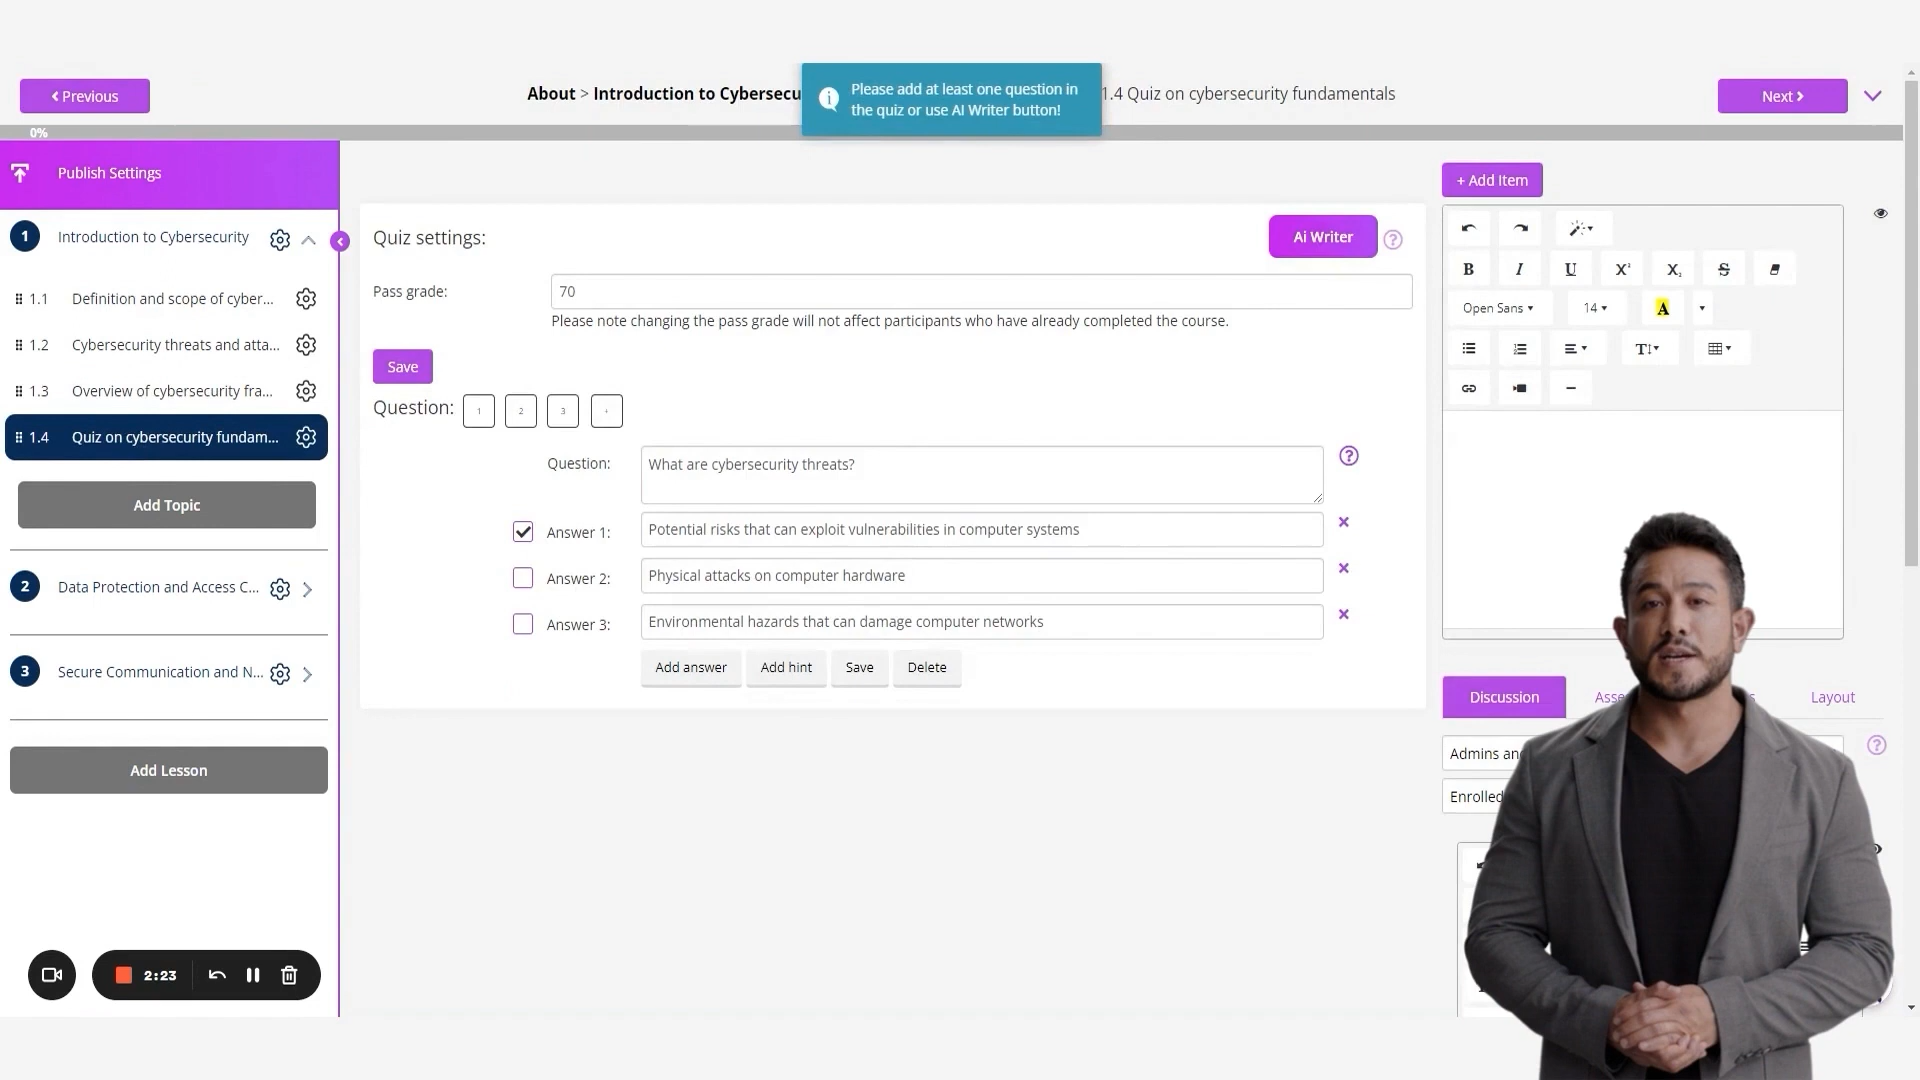 Previous
About > Introduction to Cybersecu
Please add at least one question in
the quiz or use AI Writer button!
1.4 Quiz on cybersecurity fundamentals
Next
0%
Publish Settings
1 Introduction to Cybersecurity
1.1 Definition and scope of cyber...
1.2 Cybersecurity threats and atta...
1.3 Overview of cybersecurity fra...
1.4 Quiz on cybersecurity fundam...
Add Topic
2 Data Protection and Access C...
3 Secure Communication and N...
Add Lesson
2:23
Quiz settings:
Ai Writer
?
Pass grade:
70
Please note changing the pass grade will not affect participants who have already completed the course.
Save
Question: 1 2 3 +
Question:
What are cybersecurity threats?
?
Answer 1: Potential risks that can exploit vulnerabilities in computer systems
Answer 2: Physical attacks on computer hardware
Answer 3: Environmental hazards that can damage computer networks
Add answer Add hint Save Delete
+ Add Item
B I U X² X₂ S
Open Sans 14 A
T
Discussion
Asse
s
Layout
Admins and
?
Enrolled